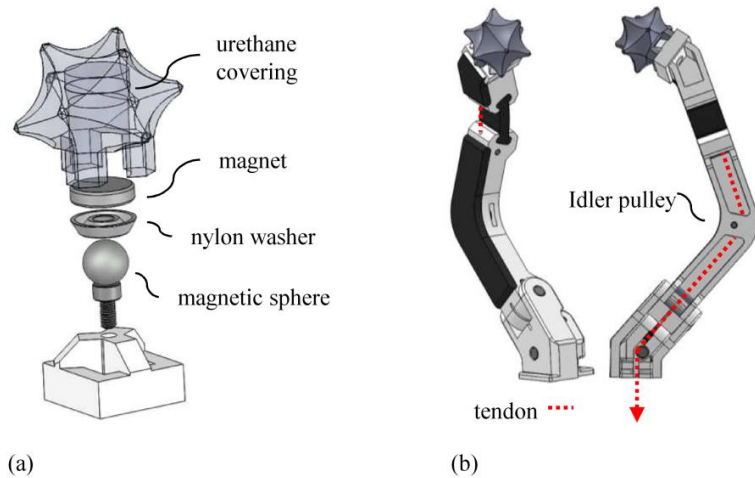 urethane
covering
magnet
nylon washer
magnetic sphere
(a)
Idler pulley
tendon
(b)